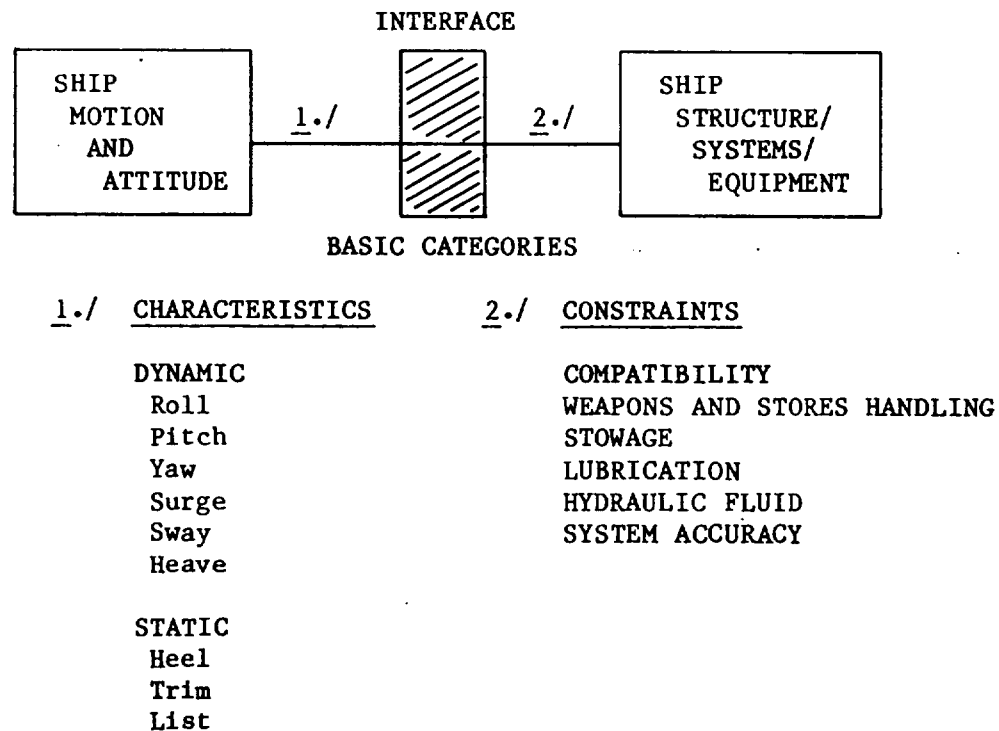 INTERFACE
SHIP
MOTION
AND
ATTITUDE
1./
2./
SHIP
STRUCTURE/
SYSTEMS/
EQUIPMENT
BASIC CATEGORIES
1./ CHARACTERISTICS
DYNAMIC
Roll
Pitch
Yaw
Surge
Sway
Heave
STATIC
Heel
Trim
List
2./ CONSTRAINTS
COMPATIBILITY
WEAPONS AND STORES HANDLING
STOWAGE
LUBRICATION
HYDRAULIC FLUID
SYSTEM ACCURACY